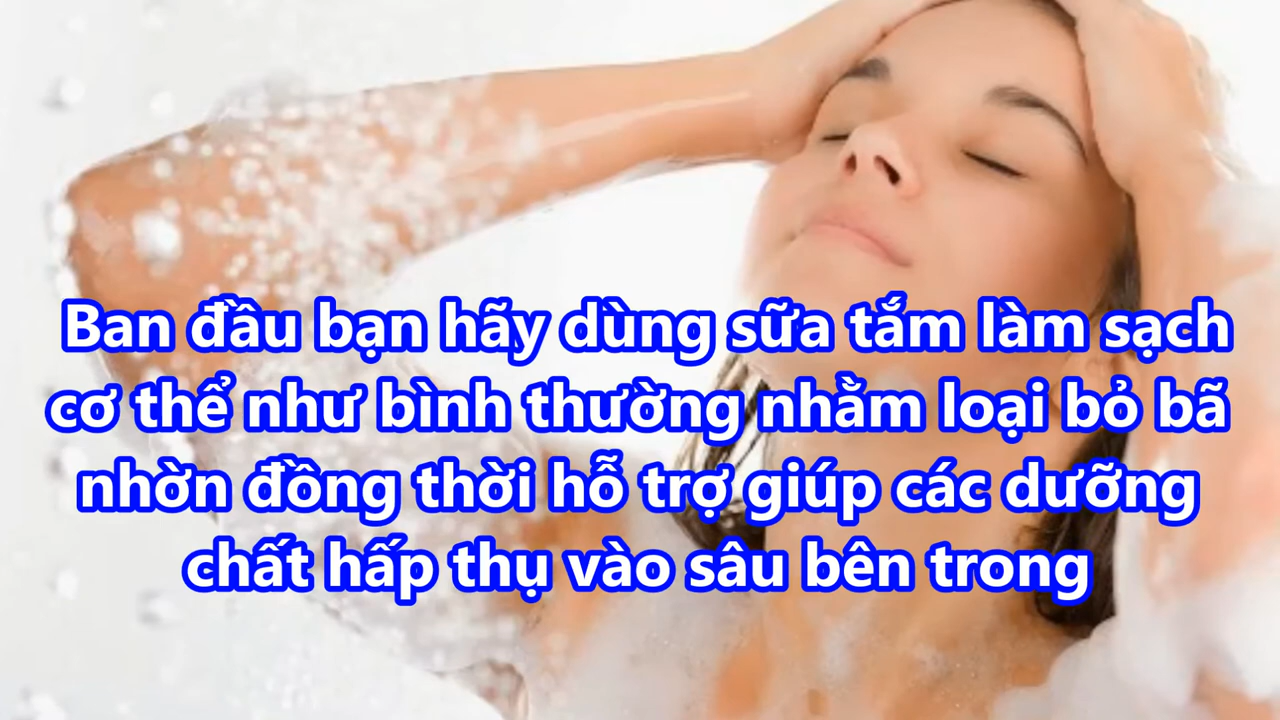 Ban đầu bạn hãy dùng sữa tắm làm sạch
cơ thể như bình thường nhằm loại bỏ bã
nhờn đồng thời hỗ trợ giúp các dưỡng
chất hấp thụ vào sâu bên trong